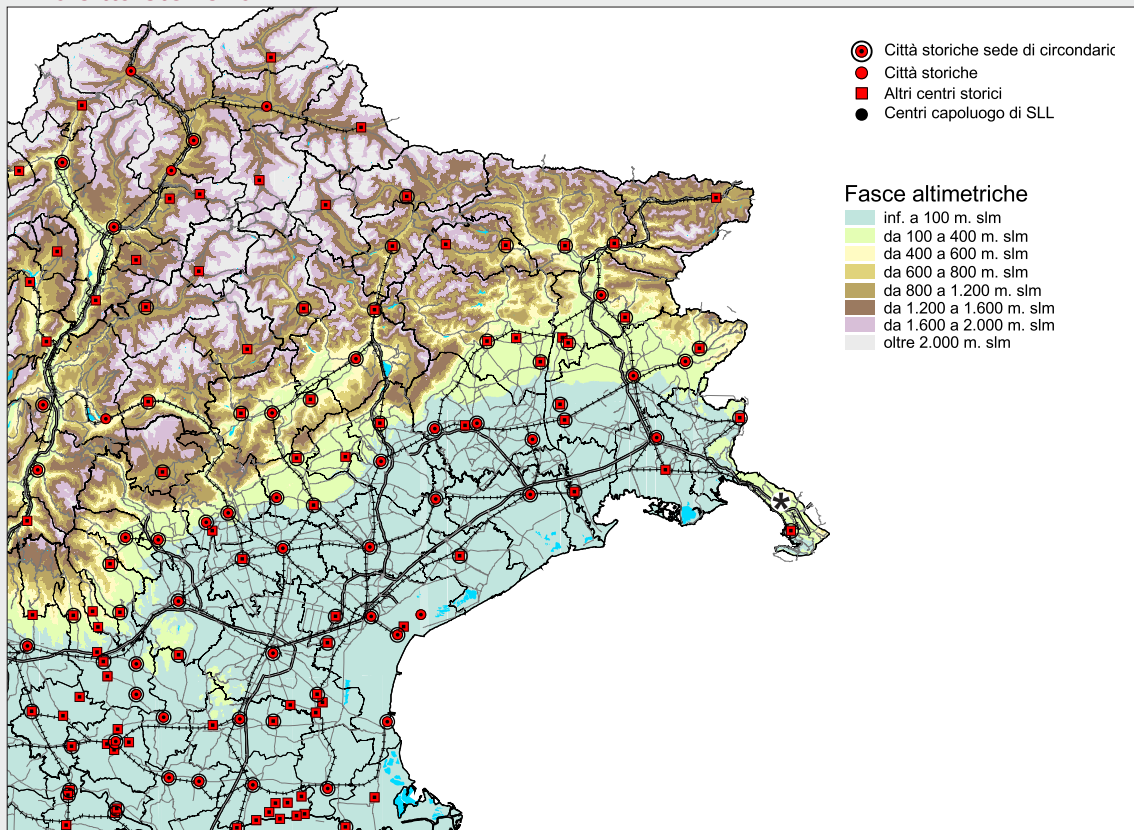 Città storiche sede di circondaric
Città storiche
Altri centri storici
Centri capoluogo di SLL
Fasce altimetriche
inf. a 100 m. slm
da 100 a 400 m. slm
da 400 a 600 m. slm
da 600 a 800 m. slm
da 800 a 1.200 m. slm
da 1.200 a 1.600 m. slm
da 1.600 a 2.000 m. slm
oltre 2.000 m. slm
*